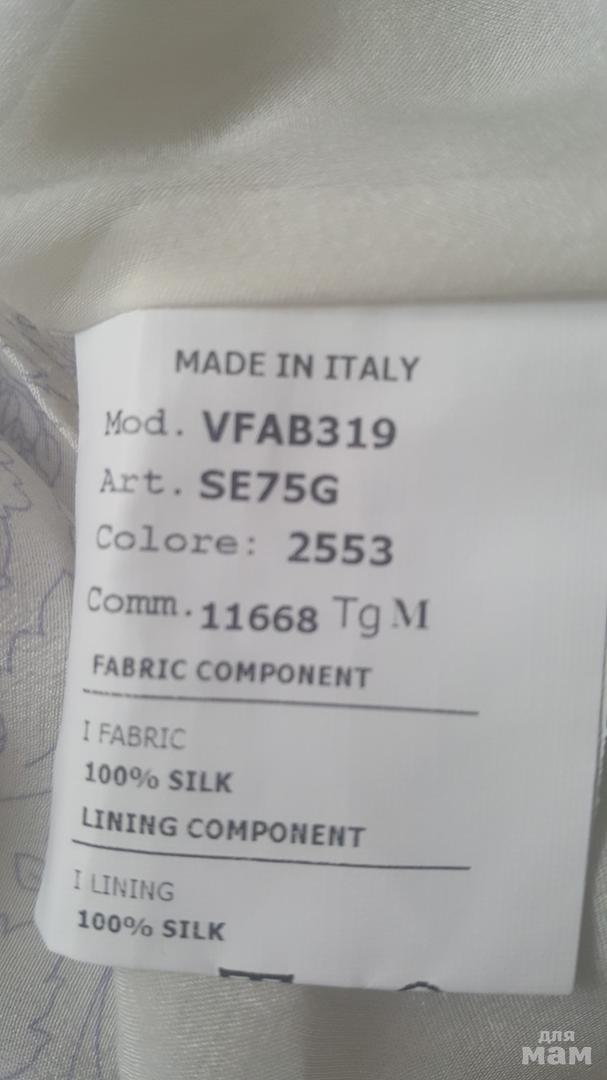 MADE IN ITALY
Mod. VFAB319
Art. SE75G
Colore: 2553
Comm. 11668 Tg M
FABRIC COMPONENT
I FABRIC
100% SILK
LINING COMPONENT
I LINING
100% SILK
для
мам